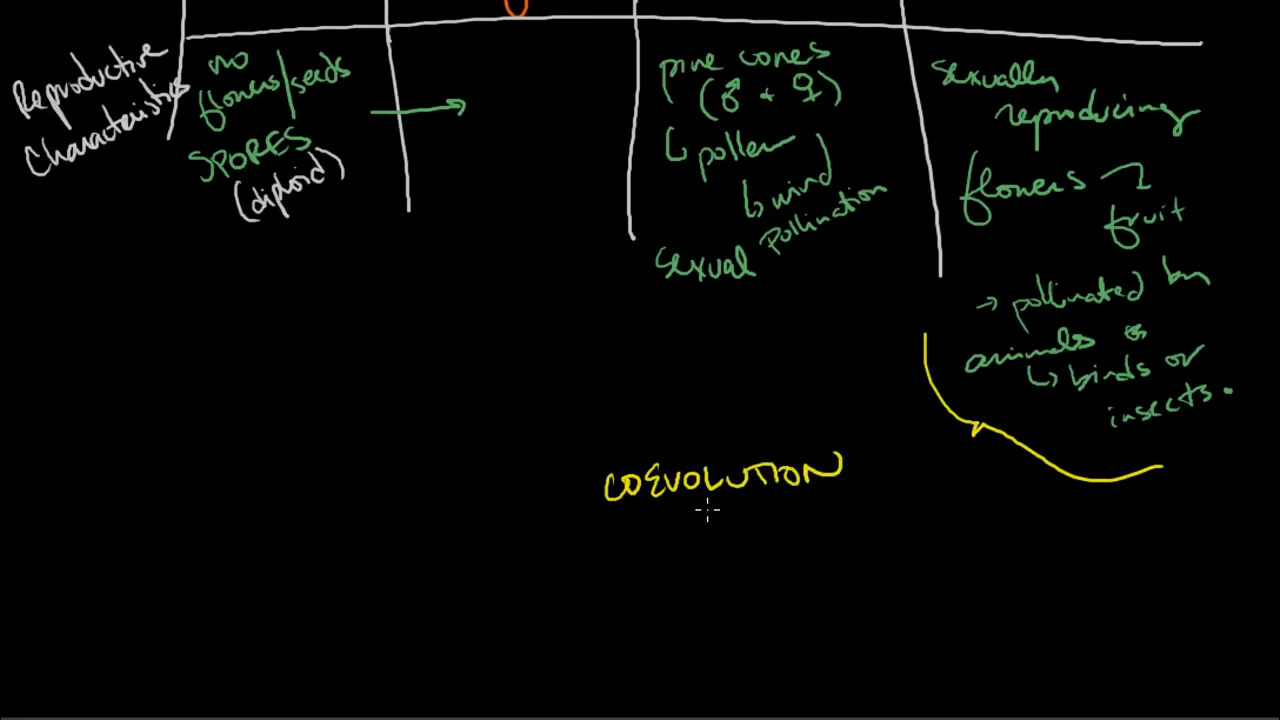 Reproductive
Characteristics
no
flowers/seeds
SPORES
(diploid)
pine cones
(♂ + ♀)
↳ pollen
↳ wind
Pollination
sexual
sexually
reproducing
flowers
fruit
→ pollinated by
animals
↳ birds or
insects.
COEVOLUTION